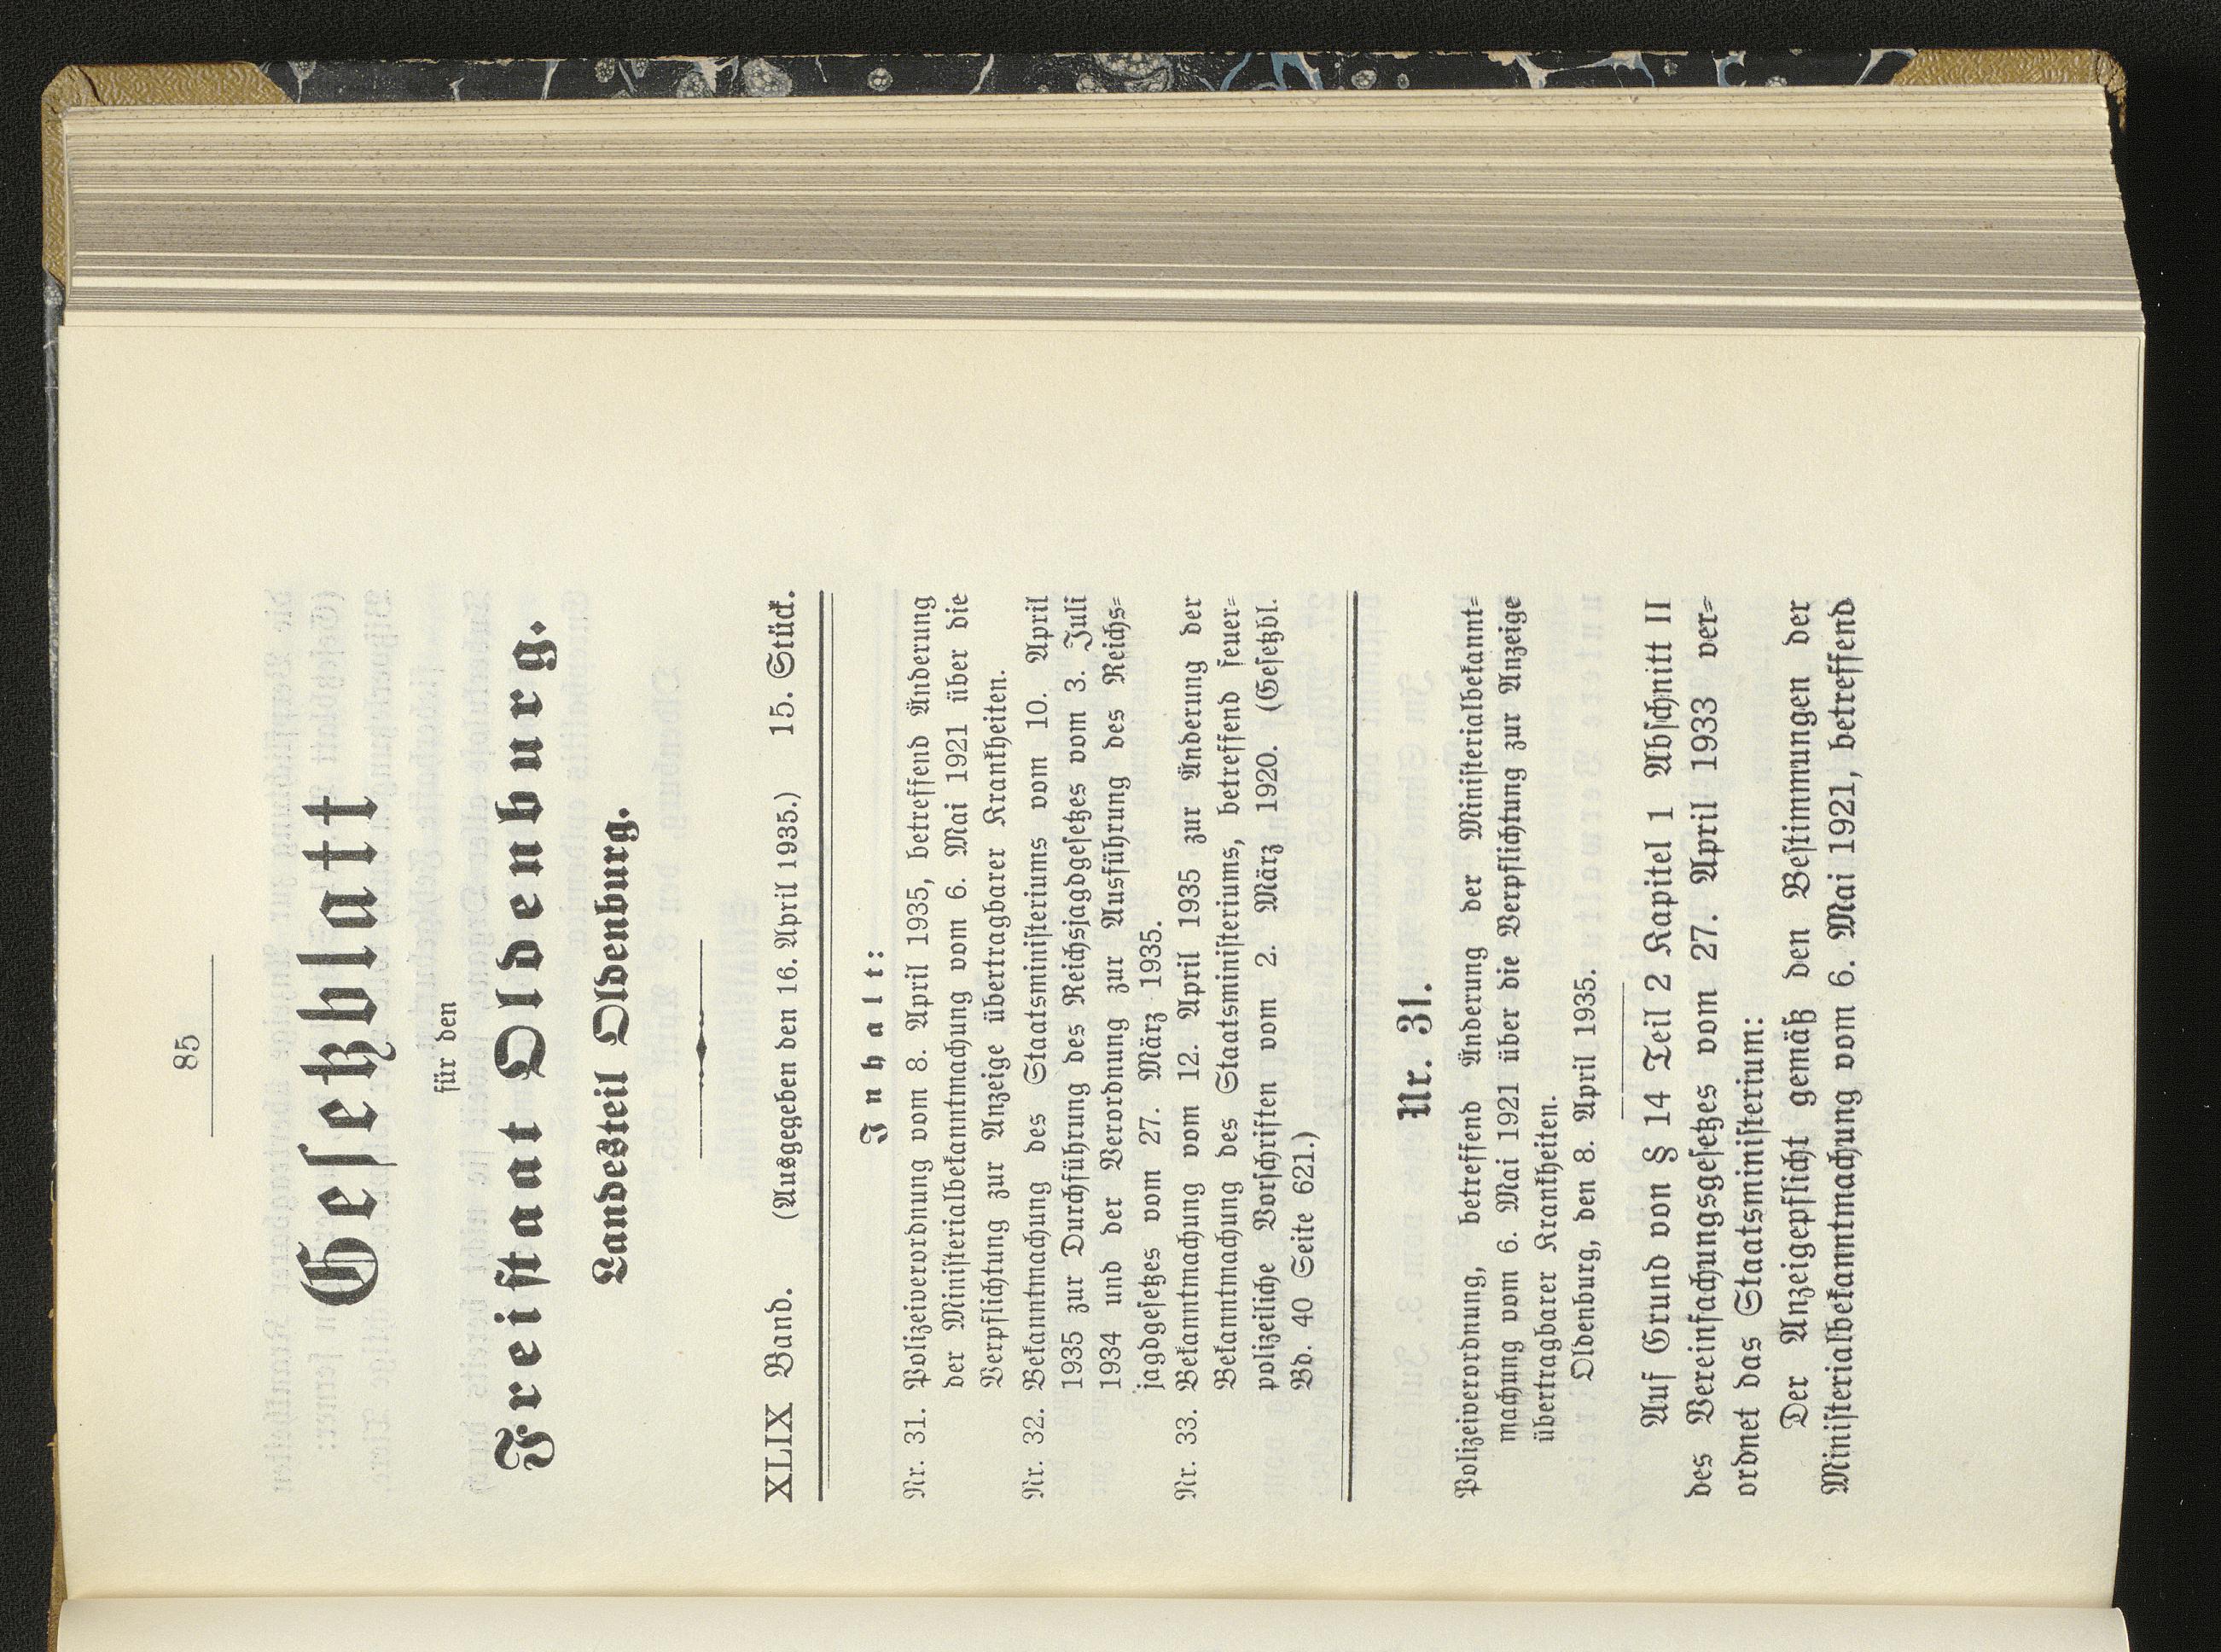 85
Gesetzblatt
für den
Freistaat Oldenburg.
Landesteil Oldenburg.
XLIX Band. (Ausgegeben den 16. April 1935.) 15. Stück.
Inhalt:
Nr. 31. Polizeiverordnung vom 8. April 1935, betreffend Änderung
der Ministerialbekanntmachung vom 6. Mai 1921 über die
Verpflichtung zur Anzeige übertragbarer Krankheiten.
Nr. 32. Bekanntmachung des Staatsministeriums vom 10. April
1935 zur Durchführung des Reichsjagdgesetzes vom 3. Juli
1934 und der Verordnung zur Ausführung des Reichs-
jagdgesetzes vom 27. März 1935.
Nr. 33. Bekanntmachung vom 12. April 1935 zur Änderung der
Bekanntmachung des Staatsministeriums, betreffend feuer-
polizeiliche Vorschriften vom 2. März 1920. (Gesetzbl.
Bd. 40 Seite 621.)
Nr. 31.
Polizeiverordnung, betreffend Änderung der Ministerialbekannt-
machung vom 6. Mai 1921 über die Verpflichtung zur Anzeige
übertragbarer Krankheiten.
Oldenburg, den 8. April 1935.
Auf Grund von § 14 Teil 2 Kapitel 1 Abschnitt II
des Vereinfachungsgesetzes vom 27. April 1933 ver-
ordnet das Staatsministerium:
Der Anzeigepflicht gemäß den Bestimmungen der
Ministerialbekanntmachung vom 6. Mai 1921, betreffend